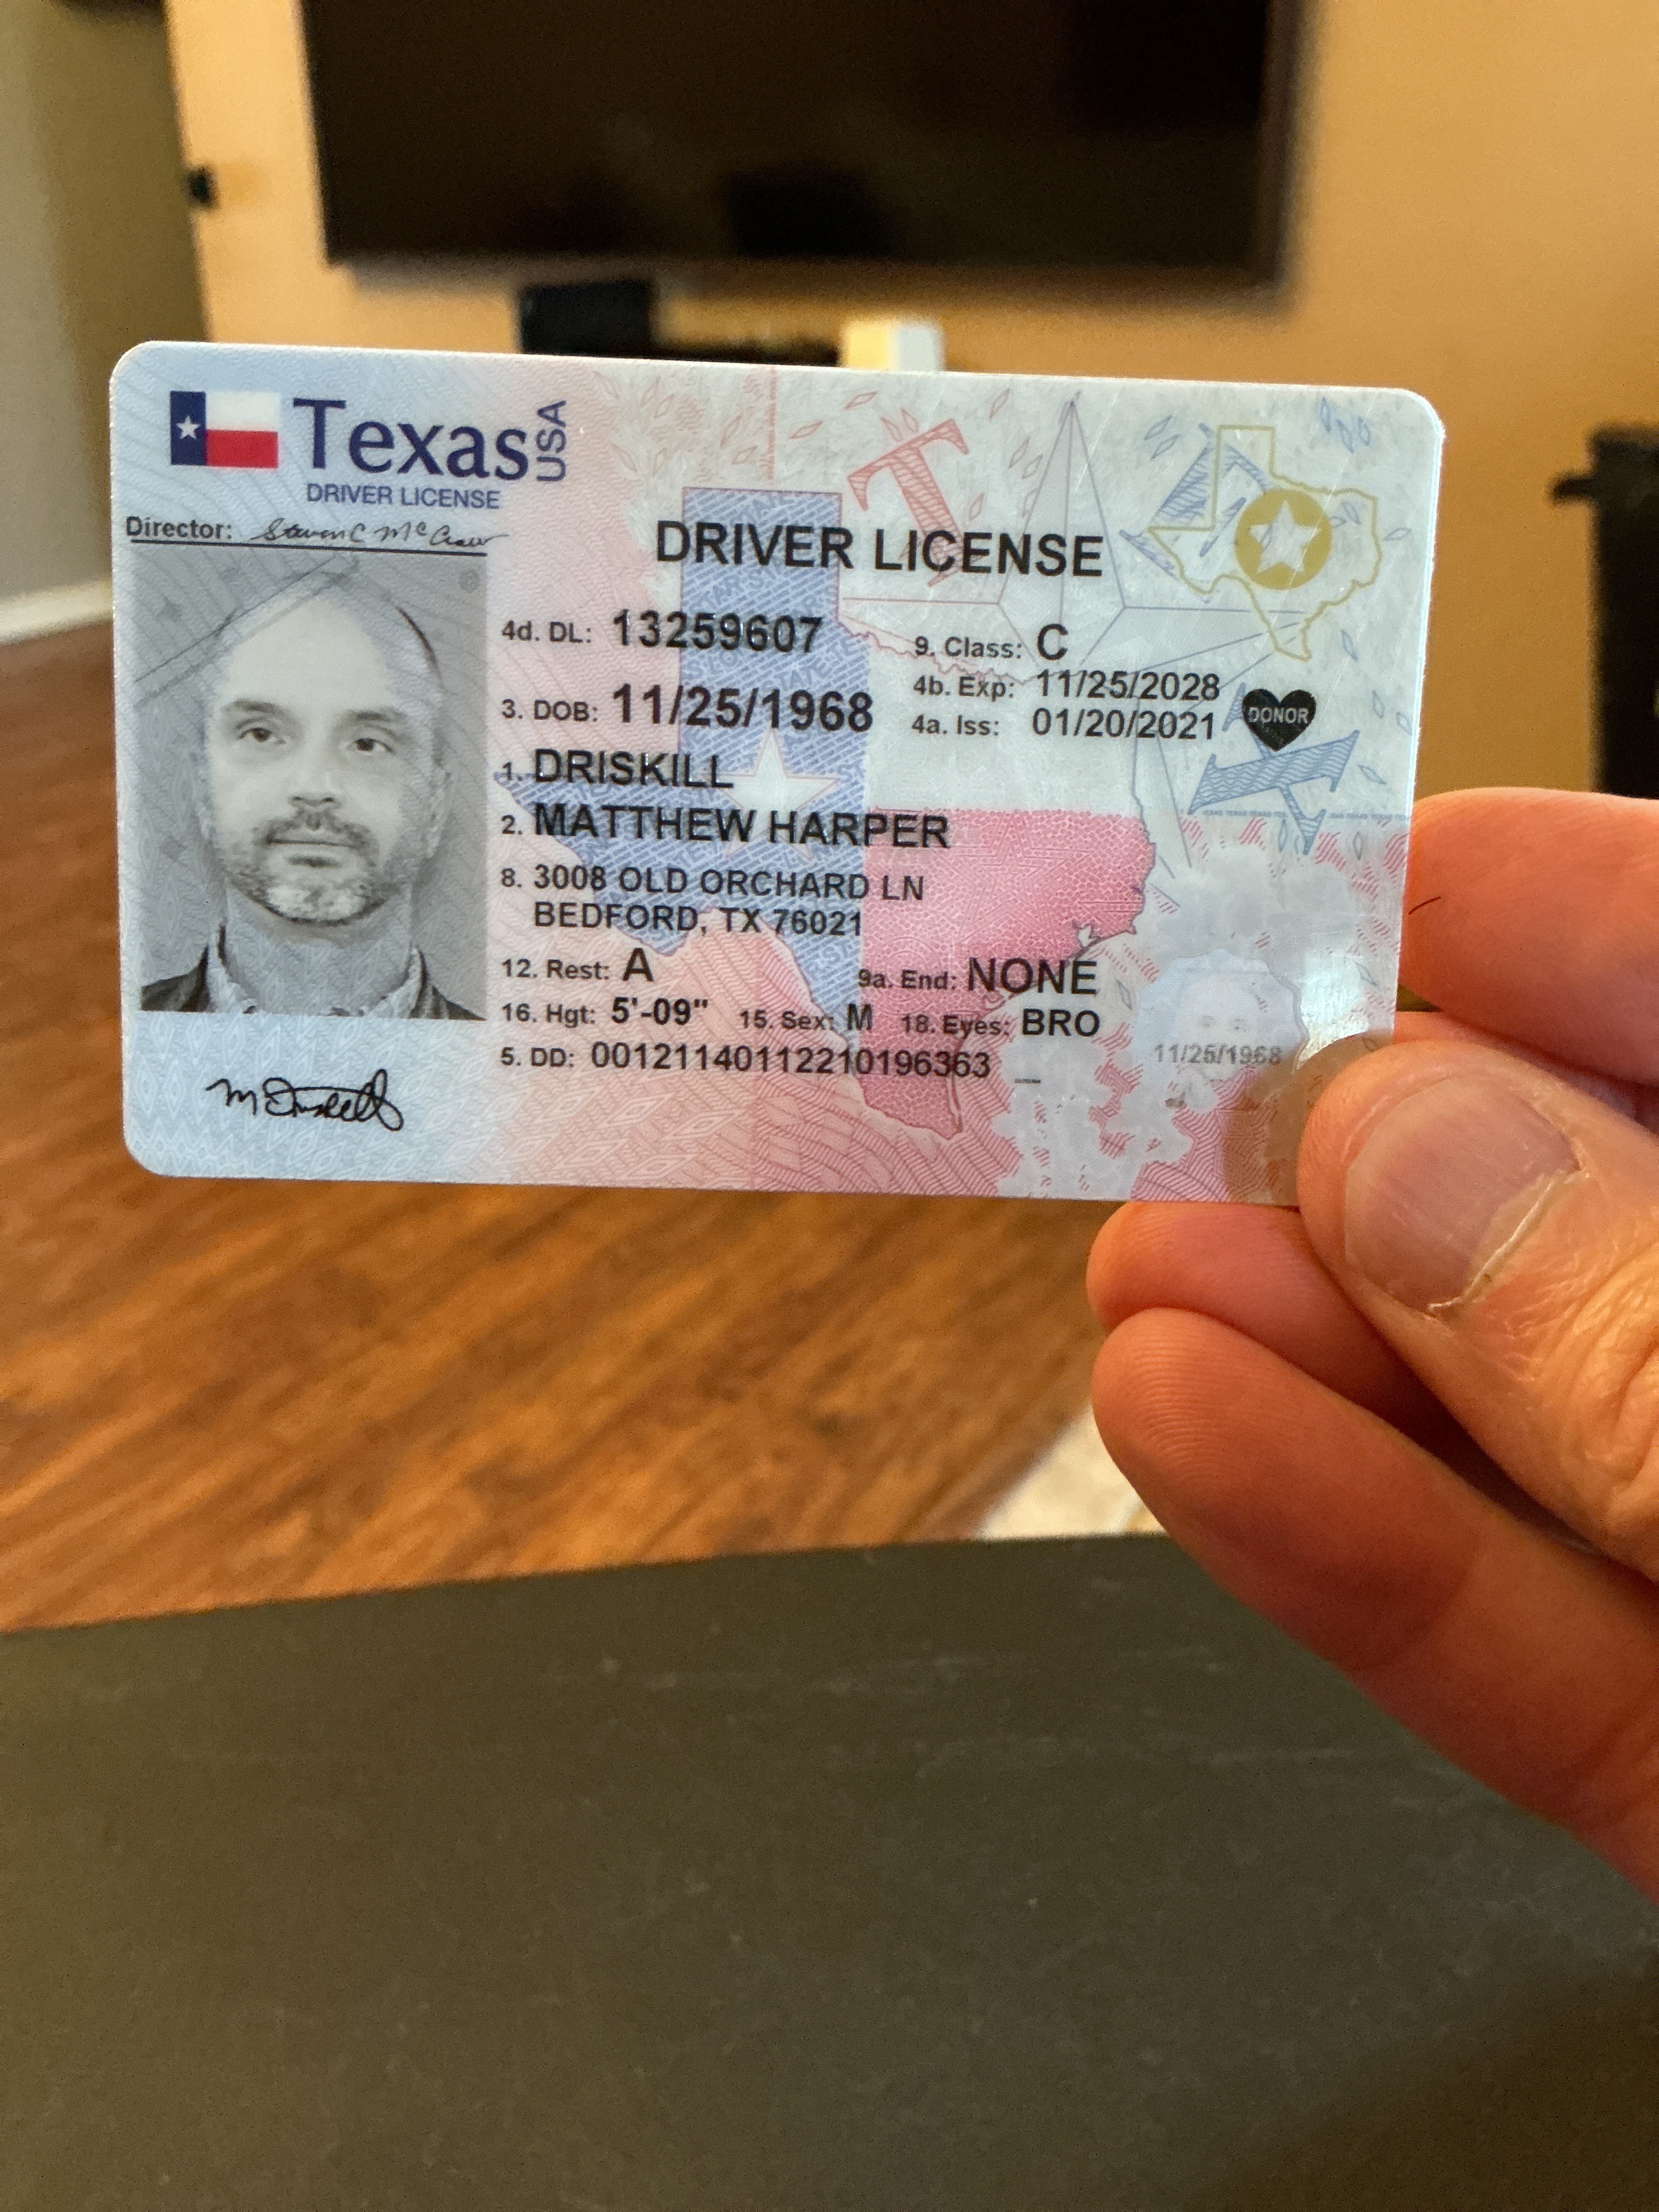 Texas USA
DRIVER LICENSE
Director: Steven C McCraw
DRIVER LICENSE
4d. DL: 13259607
9. Class: C
3. DOB: 11/25/1968
4b. Exp: 11/25/2028
4a. Iss: 01/20/2021
DONOR
1. DRISKILL
2. MATTHEW HARPER
8. 3008 OLD ORCHARD LN
BEDFORD, TX 76021
12. Rest: A
9a. End: NONE
16. Hgt: 5'-09" 15. Sex: M 18. Eyes: BRO
5. DD: 00121140112210196363
11/25/1968
M Driskill